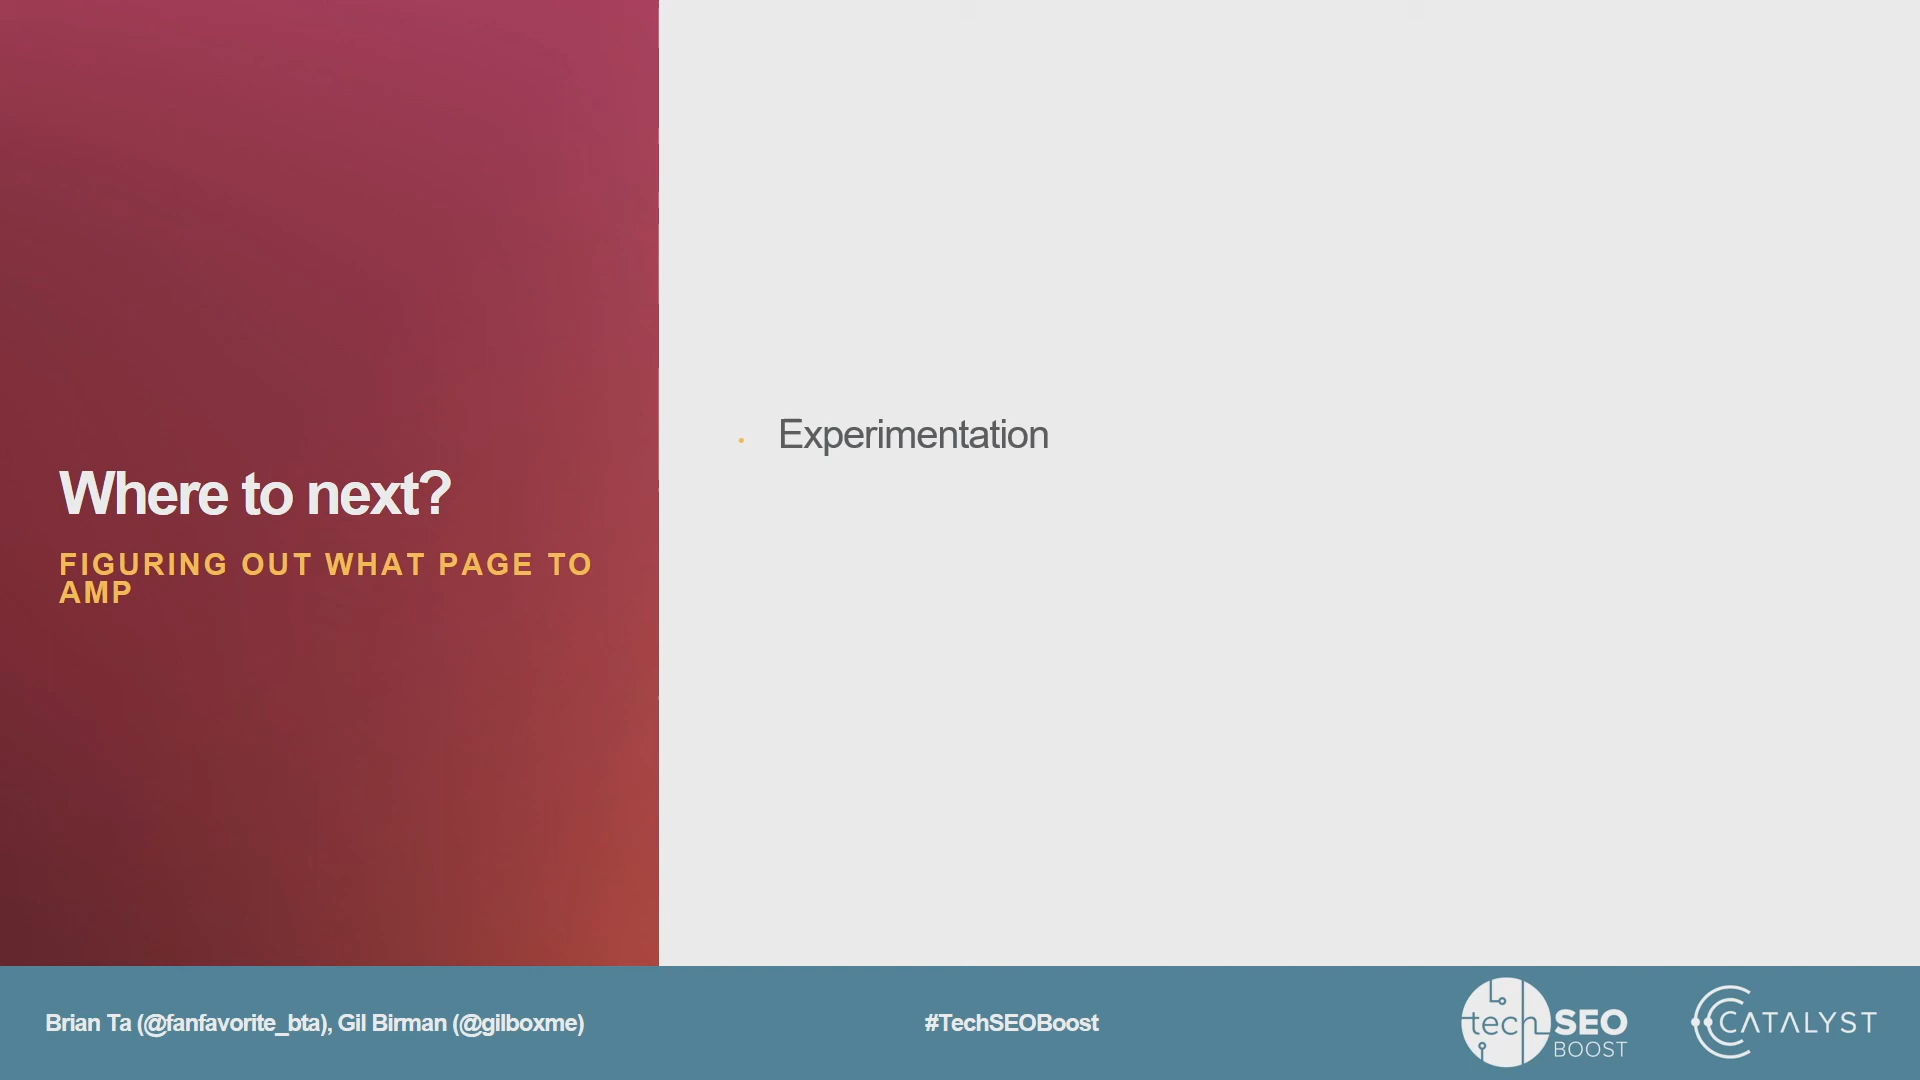 Where to next?
FIGURING OUT WHAT PAGE TO
AMP
• Experimentation
Brian Ta (@fanfavorite_bta), Gil Birman (@gilboxme)
#TechSEOBoost
tech SEO
BOOST
CATALYST